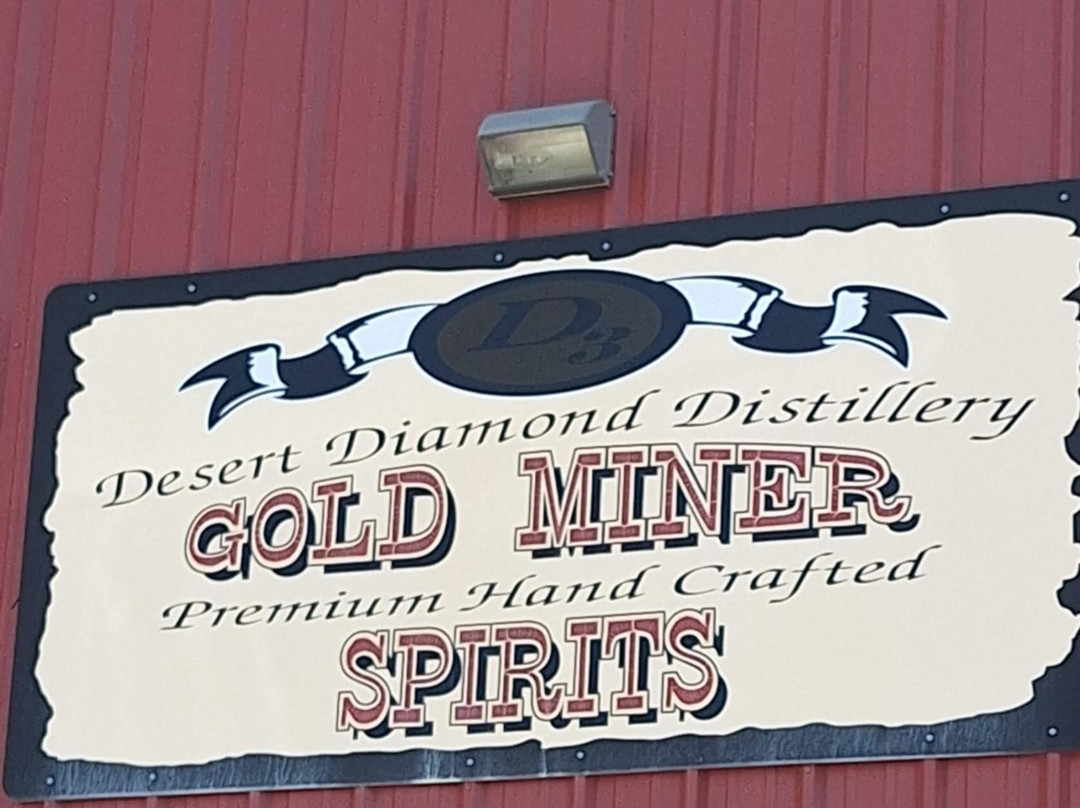 D3
Desert Diamond Distillery
GOLD MINER
Premium Hand Crafted
SPIRITS